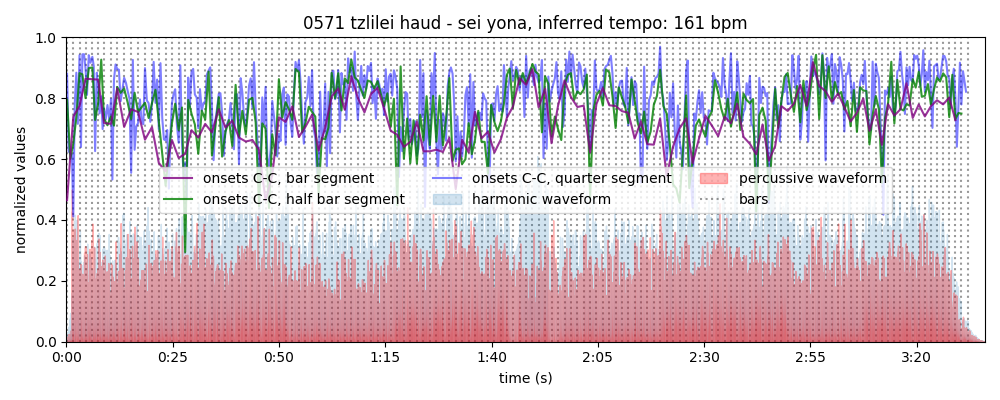 0571 tzlilei haud - sei yona, inferred tempo: 161 bpm
normalized values
1.0
0.8
0.6
0.4
0.2
0.0
onsets C-C, bar segment
onsets C-C, half bar segment
onsets C-C, quarter segment
harmonic waveform
percussive waveform
bars
0:00 0:25 0:50 1:15 1:40 2:05 2:30 2:55 3:20
time (s)